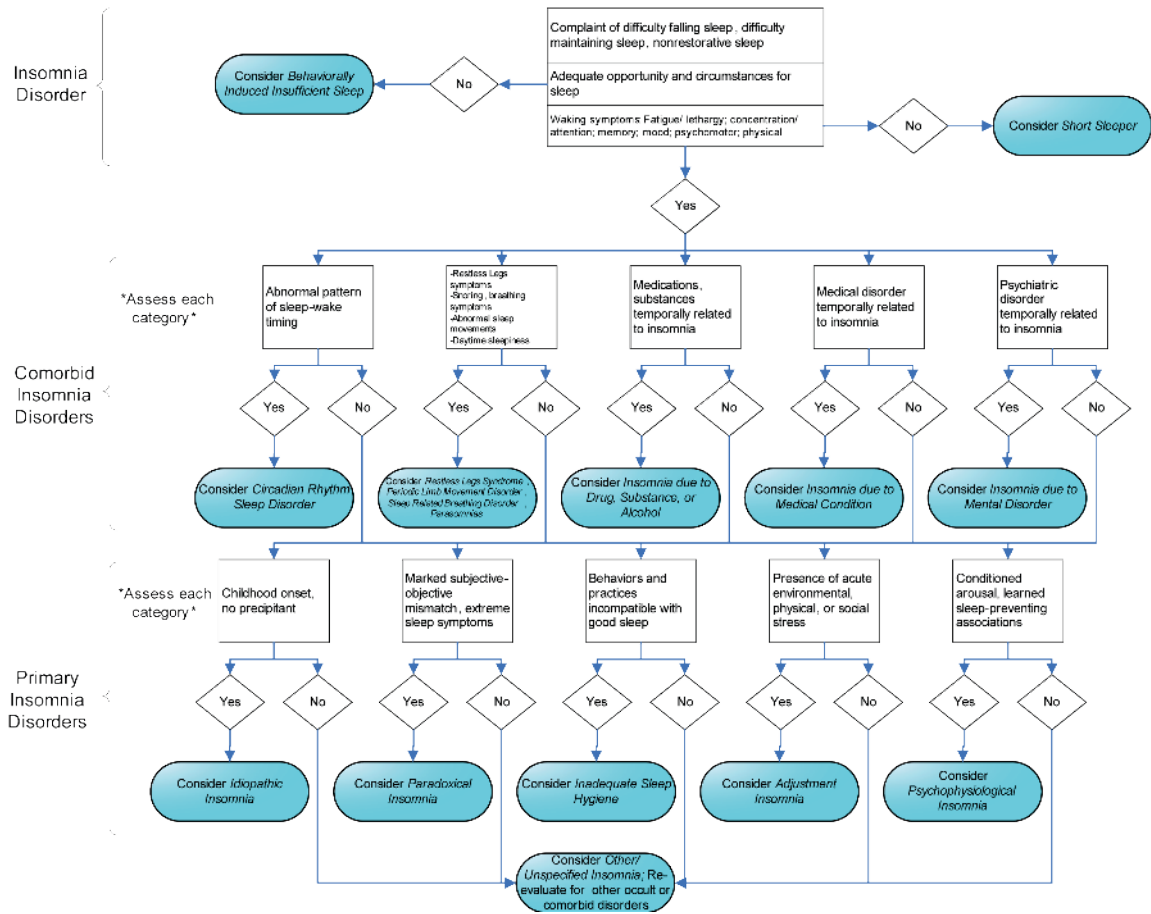 Complaint of difficulty falling sleep , difficulty
maintaining sleep, nonrestorative sleep
Insomnia
Disorder
Consider Behaviorally
Induced Insufficient Sleep
No
Adequate opportunity and circumstances for
sleep
Waking symptoms: Fatigue/ lethargy; concentration/
attention; memory; mood; psychomotor; physical
No
Consider Short Sleeper
Yes
*Assess each
category*
Abnormal pattern
of sleep-wake
timing
-Restless Legs
symptoms
-Snoring, breathing
symptoms
-Abnormal sleep
movements
-Daytime sleepiness
Medications,
substances
temporally related
to insomnia
Medical disorder
temporally related
to insomnia
Psychiatric
disorder
temporally related
to insomnia
Comorbid
Insomnia
Disorders
Yes
No
Yes
No
Yes
No
Yes
No
Yes
No
Consider Circadian Rhythm
Sleep Disorder
Consider Restless Legs Syndrome ,
Periodic Limb Movement Disorder ,
Sleep Related Breathing Disorder ,
Parasomnias
Consider Insomnia due to
Drug, Substance, or
Alcohol
Consider Insomnia due to
Medical Condition
Consider Insomnia due to
Mental Disorder
*Assess each
category*
Childhood onset,
no precipitant
Marked subjective-
objective
mismatch, extreme
sleep symptoms
Behaviors and
practices
incompatible with
good sleep
Presence of acute
environmental,
physical, or social
stress
Conditioned
arousal, learned
sleep-preventing
associations
Primary
Insomnia
Disorders
Yes
No
Yes
No
Yes
No
Yes
No
Yes
No
Consider Idiopathic
Insomnia
Consider Paradoxical
Insomnia
Consider Inadequate Sleep
Hygiene
Consider Adjustment
Insomnia
Consider
Psychophysiological
Insomnia
Consider Other/
Unspecified Insomnia; Re-
evaluate for other occult or
comorbid disorders